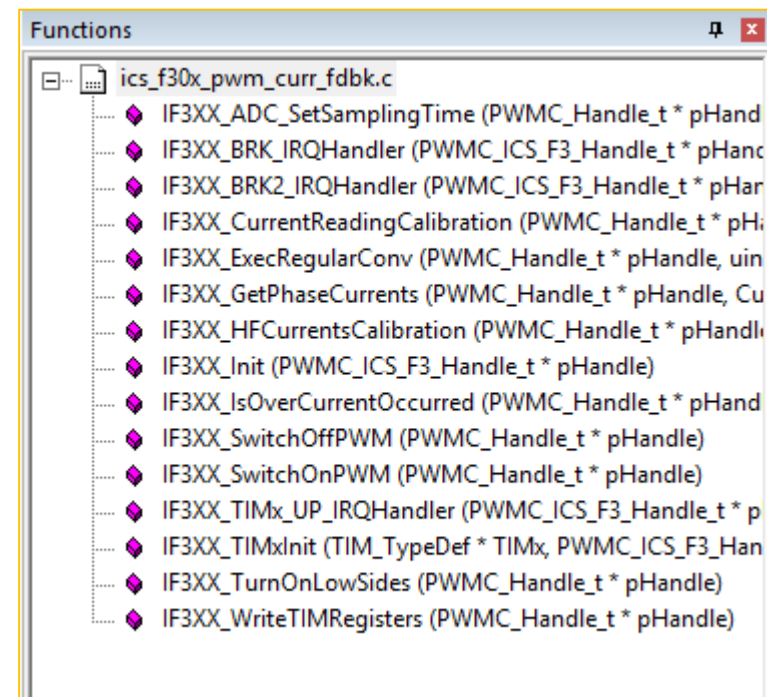 Functions
ics_f30x_pwm_curr_fdbk.c
IF3XX_ADC_SetSamplingTime (PWMC_Handle_t * pHand
IF3XX_BRK_IRQHandler (PWMC_ICS_F3_Handle_t * pHanc
IF3XX_BRK2_IRQHandler (PWMC_ICS_F3_Handle_t * pHar
IF3XX_CurrentReadingCalibration (PWMC_Handle_t * pHa
IF3XX_ExecRegularConv (PWMC_Handle_t * pHandle, uin
IF3XX_GetPhaseCurrents (PWMC_Handle_t * pHandle, Cu
IF3XX_HFCurrentsCalibration (PWMC_Handle_t * pHandl
IF3XX_Init (PWMC_ICS_F3_Handle_t * pHandle)
IF3XX_IsOverCurrentOccurred (PWMC_Handle_t * pHand
IF3XX_SwitchOffPWM (PWMC_Handle_t * pHandle)
IF3XX_SwitchOnPWM (PWMC_Handle_t * pHandle)
IF3XX_TIMx_UP_IRQHandler (PWMC_ICS_F3_Handle_t * p
IF3XX_TIMxInit (TIM_TypeDef * TIMx, PWMC_ICS_F3_Han
IF3XX_TurnOnLowSides (PWMC_Handle_t * pHandle)
IF3XX_WriteTIMRegisters (PWMC_Handle_t * pHandle)